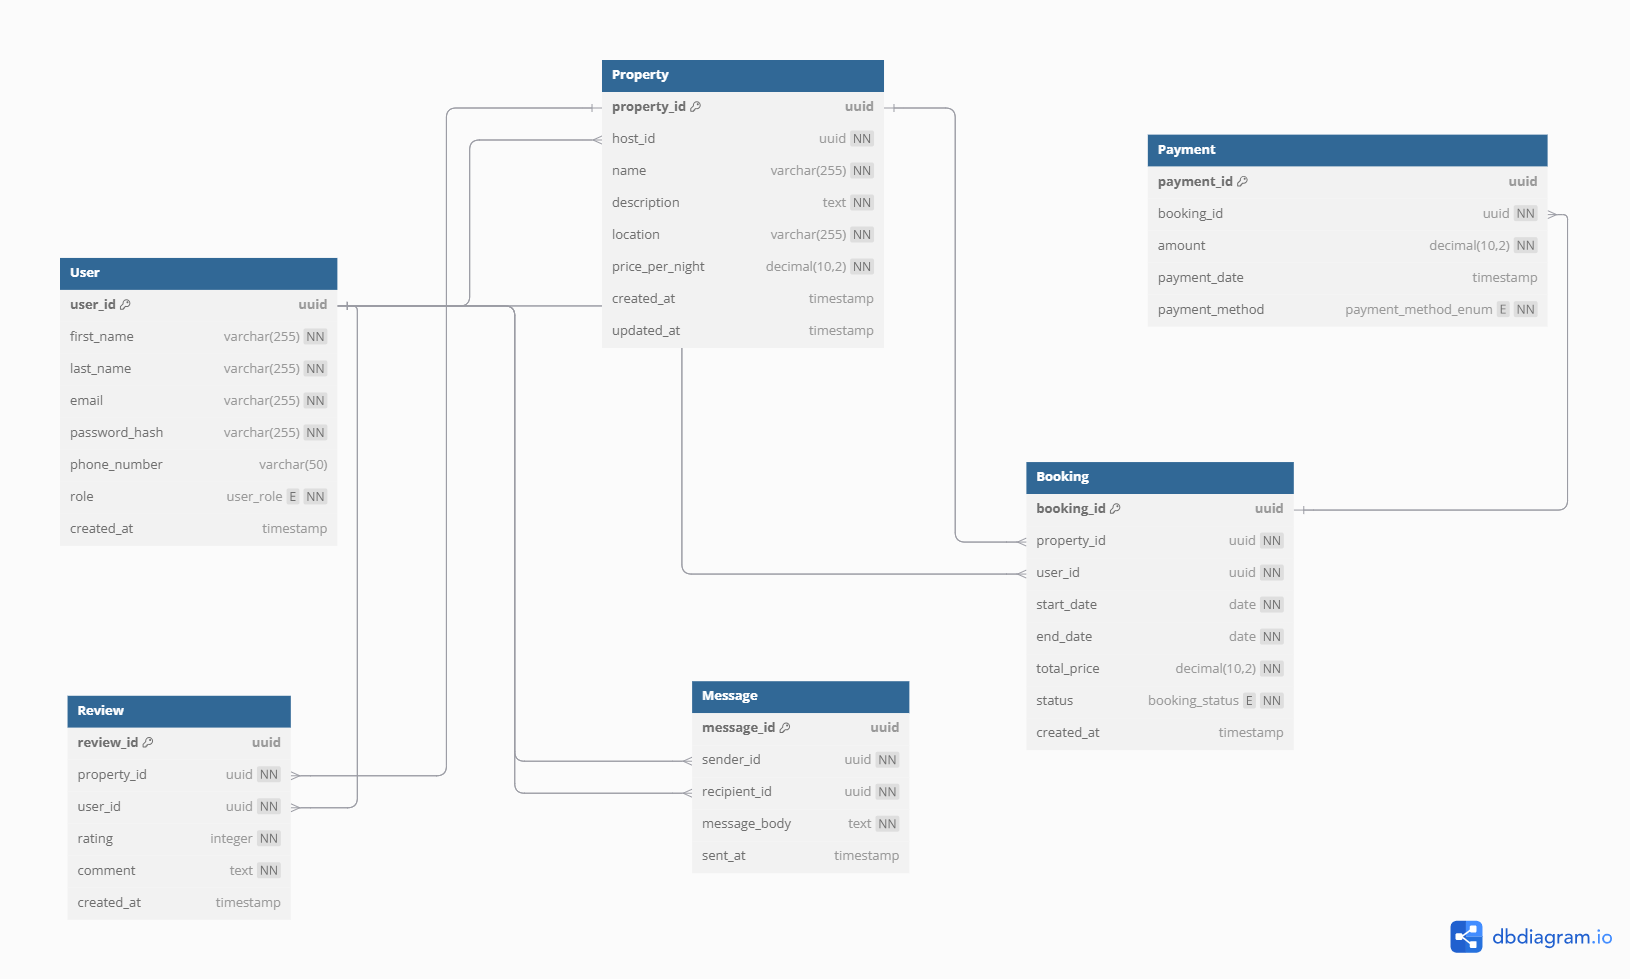 Property
property_id uuid
host_id uuid NN
name varchar(255) NN
description text NN
location varchar(255) NN
price_per_night decimal(10,2) NN
created_at timestamp
updated_at timestamp
Payment
payment_id uuid
booking_id uuid NN
amount decimal(10,2) NN
payment_date timestamp
payment_method payment_method_enum E NN
User
user_id uuid
first_name varchar(255) NN
last_name varchar(255) NN
email varchar(255) NN
password_hash varchar(255) NN
phone_number varchar(50)
role user_role E NN
created_at timestamp
Booking
booking_id uuid
property_id uuid NN
user_id uuid NN
start_date date NN
end_date date NN
total_price decimal(10,2) NN
status booking_status E NN
created_at timestamp
Review
review_id uuid
property_id uuid NN
user_id uuid NN
rating integer NN
comment text NN
created_at timestamp
Message
message_id uuid
sender_id uuid NN
recipient_id uuid NN
message_body text NN
sent_at timestamp
dbdiagram.io